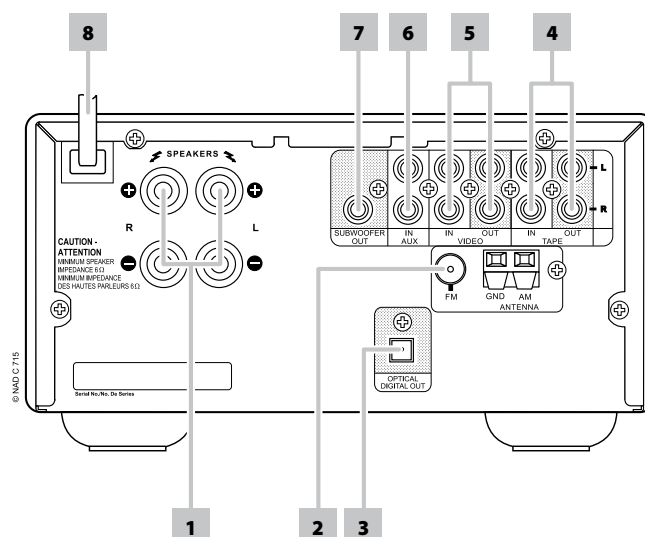 8
7
6
5
4
SPEAKERS
+
+
R
L
-
-
CAUTION -
ATTENTION
MINIMUM SPEAKER
IMPEDANCE 6Ω
MINIMUM IMPEDANCE
DES HAUTES PARLEURS 6Ω
Serial No./No. De Series
L
R
SUBWOOFER
OUT
IN
AUX
IN
OUT
VIDEO
IN
OUT
TAPE
FM
GND
AM
ANTENNA
OPTICAL
DIGITAL OUT
© NAD C 715
1
2
3